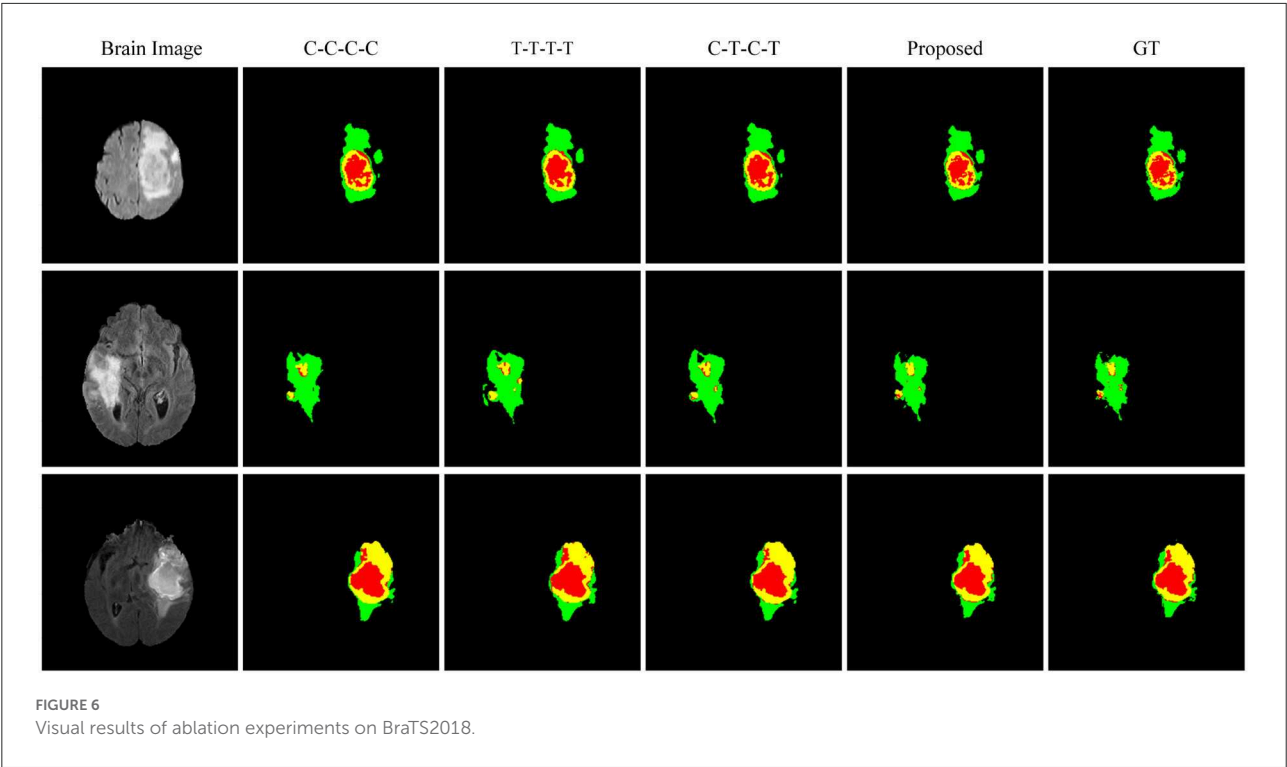 Brain Image C-C-C-C T-T-T-T C-T-C-T Proposed GT
FIGURE 6
Visual results of ablation experiments on BraTS2018.